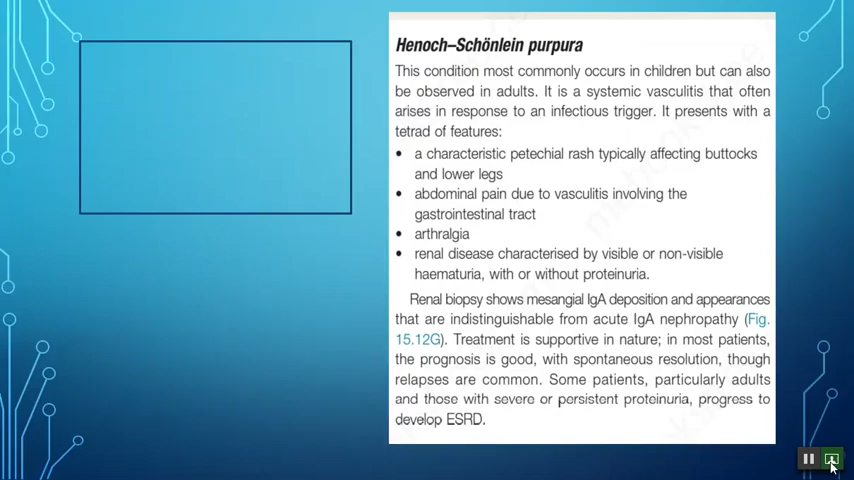 Henoch–Schönlein purpura
This condition most commonly occurs in children but can also
be observed in adults. It is a systemic vasculitis that often
arises in response to an infectious trigger. It presents with a
tetrad of features:
• a characteristic petechial rash typically affecting buttocks
and lower legs
• abdominal pain due to vasculitis involving the
gastrointestinal tract
• arthralgia
• renal disease characterised by visible or non-visible
haematuria, with or without proteinuria.
Renal biopsy shows mesangial IgA deposition and appearances
that are indistinguishable from acute IgA nephropathy (Fig.
15.12G). Treatment is supportive in nature; in most patients,
the prognosis is good, with spontaneous resolution, though
relapses are common. Some patients, particularly adults
and those with severe or persistent proteinuria, progress to
develop ESRD.